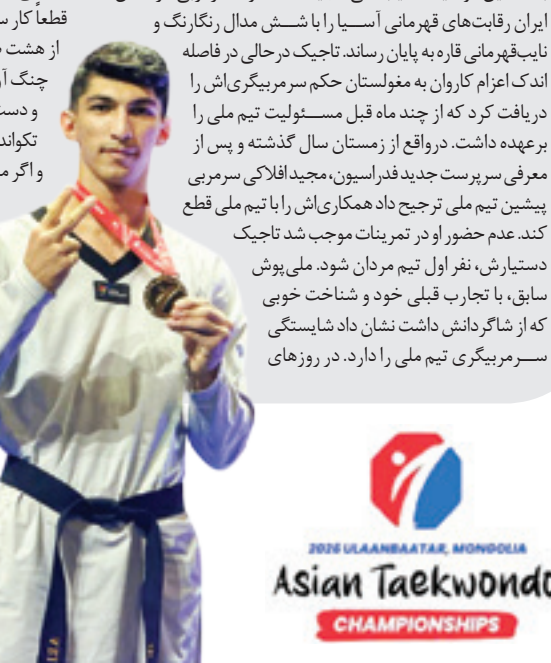 ایران رقابت‌های قهرمانی آسیا را با شش مدال رنگارنگ و
نایب‌قهرمانی قاره به پایان رساند. تاجیک درحالی در فاصله
اندک اعزام کاروان به مغولستان حکم سرمربیگری‌اش را
دریافت کرد که از چند ماه قبل مسئولیت تیم ملی را
برعهده داشت. درواقع از زمستان سال گذشته و پس از
معرفی سرپرست جدید فدراسیون، مجید افلاکی سرمربی
پیشین تیم ملی ترجیح داد همکاری‌اش را با تیم ملی قطع
کند. عدم حضور او در تمرینات موجب شد تاجیک
دستیارش، نفر اول تیم مردان شود. ملی‌پوش
سابق، با تجارب قبلی خود و شناخت خوبی
که از شاگردانش داشت نشان داد شایستگی
سرمربیگری تیم ملی را دارد. در روزهای
قطعاً کار
از هشت
چنگ
و دست
و اگر
2026 ULAANBAATAR, MONGOLIA
Asian Taekwondo
CHAMPIONSHIPS